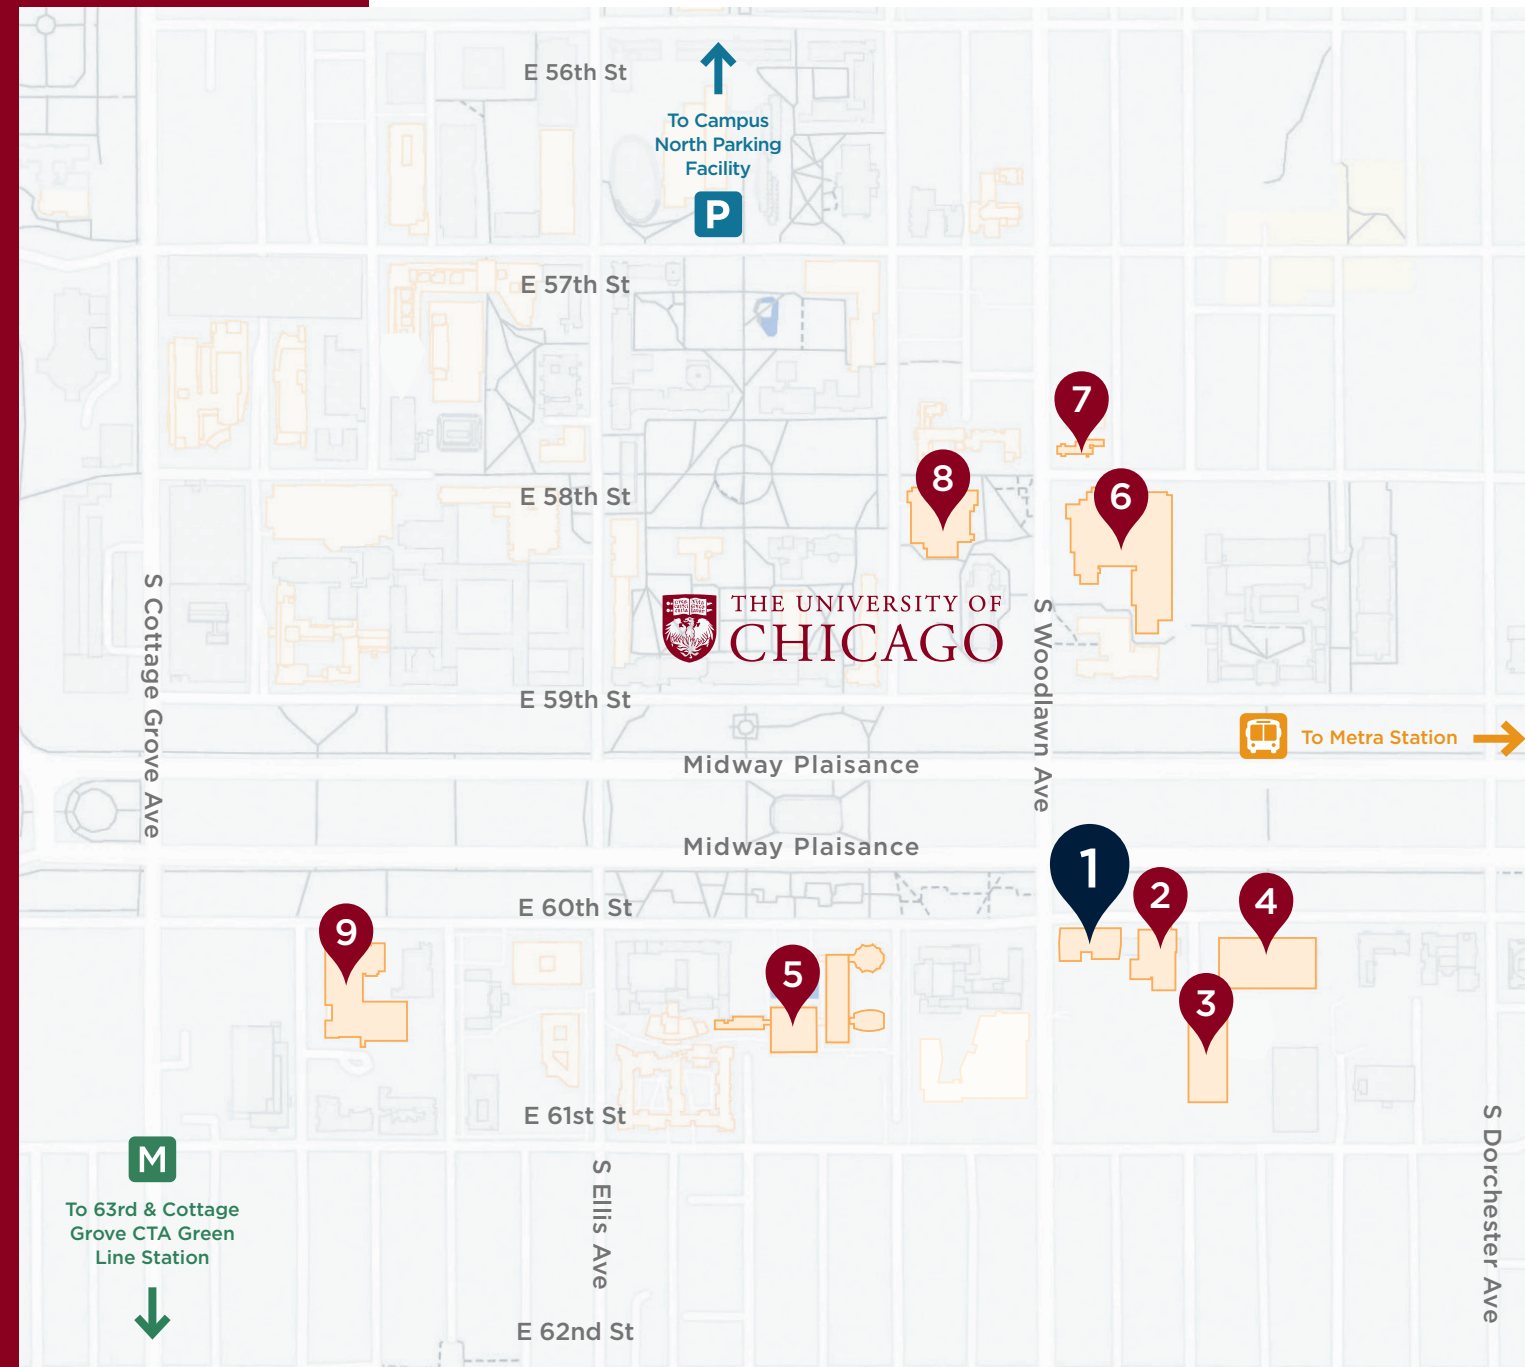 E 56th St
To Campus
North Parking
Facility
P
E 57th St
7
8
6
E 58th St
S Cottage Grove Ave
THE UNIVERSITY OF
CHICAGO
S Woodlawn Ave
E 59th St
To Metra Station
Midway Plaisance
Midway Plaisance
1
2
4
E 60th St
9
5
3
E 61st St
S Dorchester Ave
M
S Ellis Ave
To 63rd & Cottage
Grove CTA Green
Line Station
E 62nd St